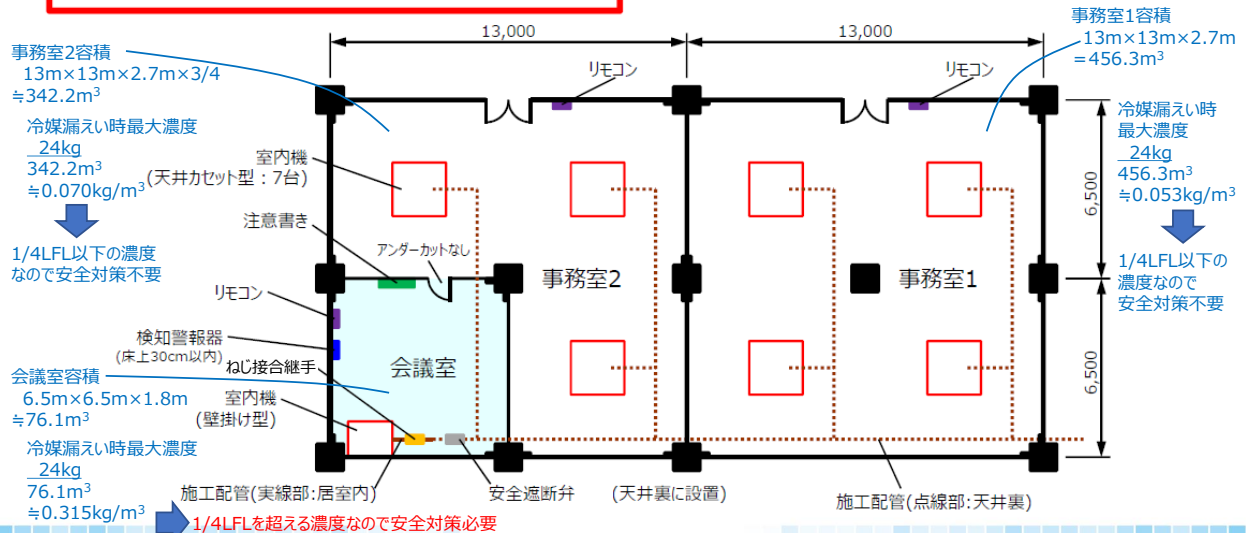 13,000
13,000
事務室2容積
13m×13m×2.7m×3/4
≒342.2m³
冷媒漏えい時最大濃度
24kg
342.2m³
≒0.070kg/m³
1/4LFL以下の濃度
なので安全対策不要
事務室1容積
13m×13m×2.7m
=456.3m³
冷媒漏えい時
最大濃度
24kg
456.3m³
≒0.053kg/m³
1/4LFL以下の
濃度なので
安全対策不要
リモコン
リモコン
室内機
(天井カセット型:7台)
注意書き
アンダーカットなし
事務室2
事務室1
6,500
6,500
リモコン
検知警報器
(床上30cm以内)
ねじ接合継手
会議室
会議室容積
6.5m×6.5m×1.8m
≒76.1m³
室内機
(壁掛け型)
冷媒漏えい時最大濃度
24kg
76.1m³
≒0.315kg/m³
1/4LFLを超える濃度なので安全対策必要
施工配管(実線部:居室内)
安全遮断弁
(天井裏に設置)
施工配管(点線部:天井裏)